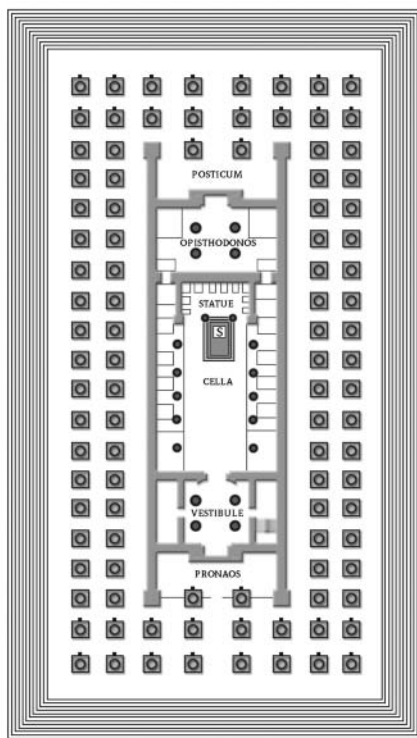 POSTICUM
OPISTHODONOS
STATUE
S
CELLA
VESTIBULE
PRONAOS